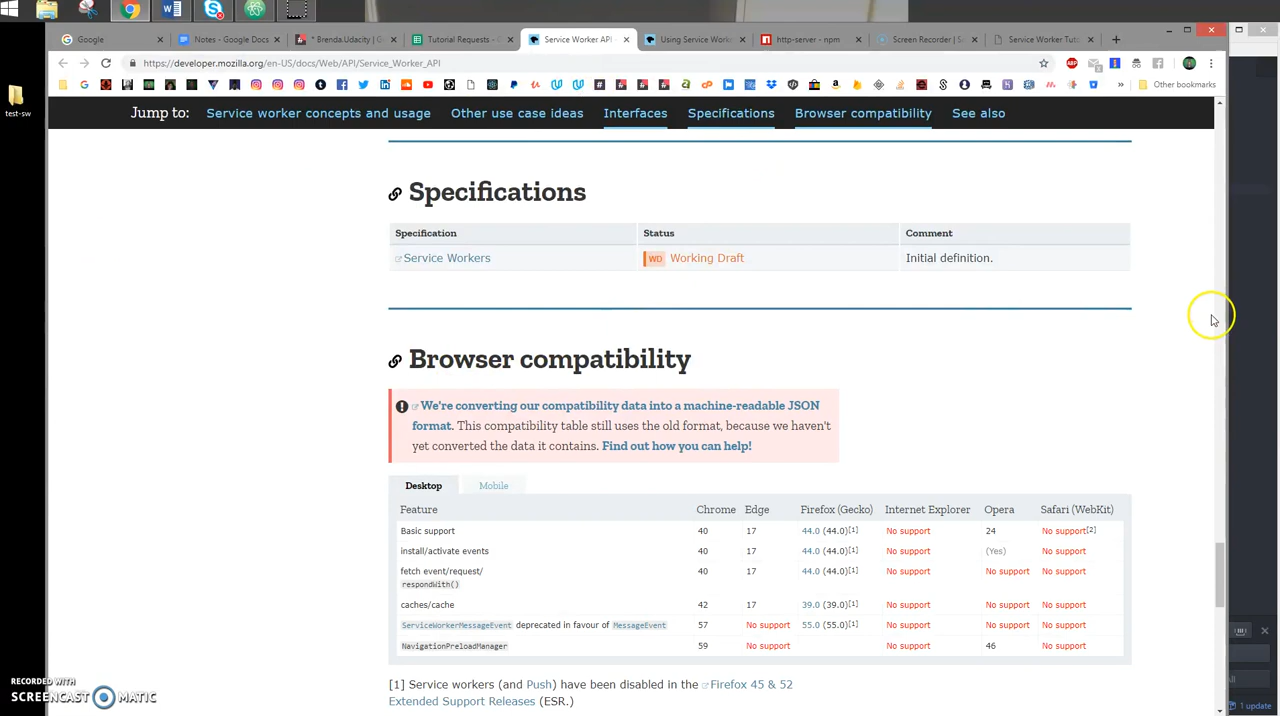 Google
Notes - Google Docs
* Brenda.Udacity
Tutorial Requests -
Service Worker API
Using Service Work
http-server - npm
Screen Recorder | S
Service Worker Tut
https://developer.mozilla.org/en-US/docs/Web/API/Service_Worker_API
Other bookmarks
test-sw
Jump to:
Service worker concepts and usage
Other use case ideas
Interfaces
Specifications
Browser compatibility
See also
Specifications
Specification Status Comment
Service Workers WD Working Draft Initial definition.
Browser compatibility
We're converting our compatibility data into a machine-readable JSON
format. This compatibility table still uses the old format, because we haven't
yet converted the data it contains. Find out how you can help!
Desktop Mobile
Feature Chrome Edge Firefox (Gecko) Internet Explorer Opera Safari (WebKit)
Basic support 40 17 44.0 (44.0)[1] No support 24 No support[2]
install/activate events 40 17 44.0 (44.0)[1] No support (Yes) No support
fetch event/request/
respondWith() 40 17 44.0 (44.0)[1] No support No support No support
caches/cache 42 17 39.0 (39.0)[1] No support No support No support
ServiceWorkerMessageEvent deprecated in favour of MessageEvent 57 No support 55.0 (55.0)[1] No support No support No support
NavigationPreloadManager 59 No support No support 46 No support
[1] Service workers (and Push) have been disabled in the Firefox 45 & 52
Extended Support Releases (ESR.)
1 update
RECORDED WITH
SCREENCAST MATIC